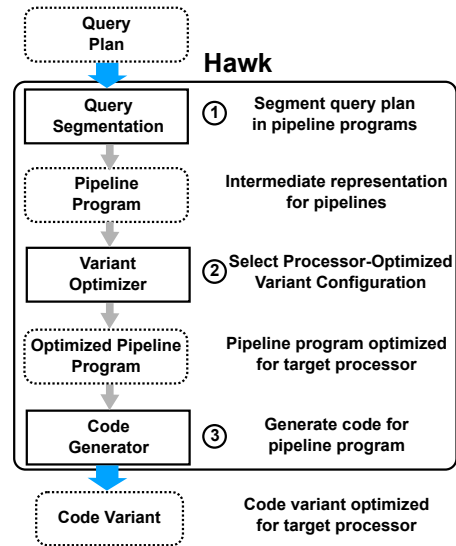 Query
Plan
Hawk
Query
Segmentation
1
Segment query plan
in pipeline programs
Pipeline
Program
Intermediate representation
for pipelines
Variant
Optimizer
2
Select Processor-Optimized
Variant Configuration
Optimized Pipeline
Program
Pipeline program optimized
for target processor
Code
Generator
3
Generate code for
pipeline program
Code Variant
Code variant optimized
for target processor